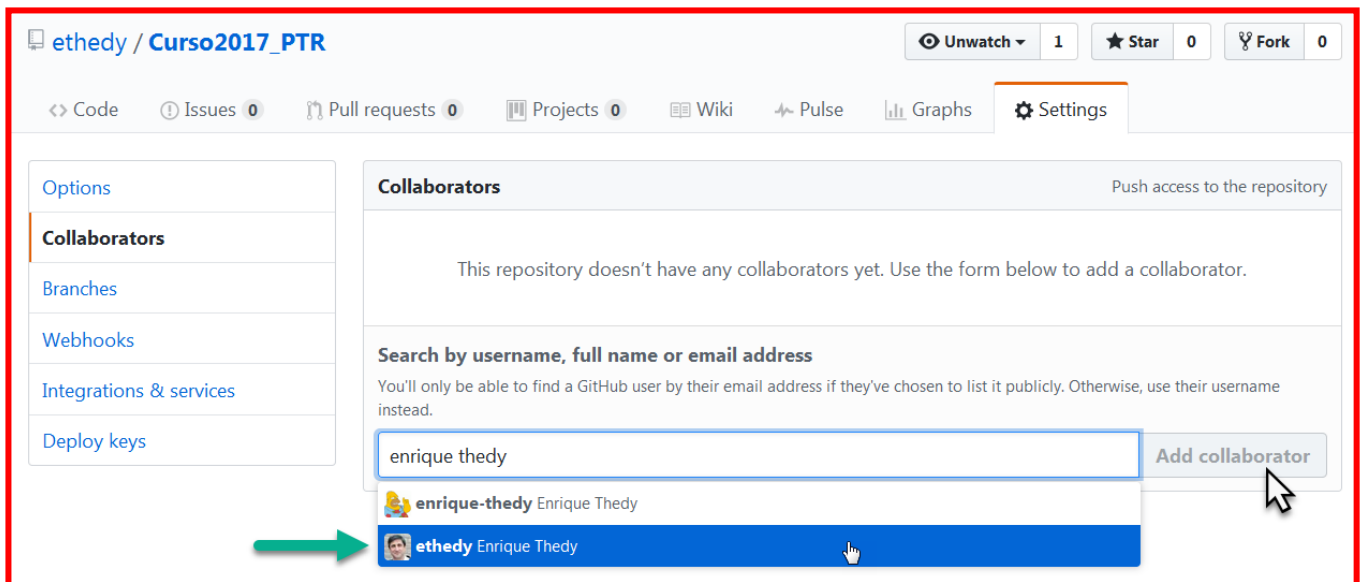 ethedy / Curso2017_PTR
Unwatch 1 Star 0 Fork 0
Code Issues 0 Pull requests 0 Projects 0 Wiki Pulse Graphs Settings
Options
Collaborators
Branches
Webhooks
Integrations & services
Deploy keys
Collaborators Push access to the repository
This repository doesn't have any collaborators yet. Use the form below to add a collaborator.
Search by username, full name or email address
You'll only be able to find a GitHub user by their email address if they've chosen to list it publicly. Otherwise, use their username
instead.
enrique thedy Add collaborator
enrique-thedy Enrique Thedy
ethedy Enrique Thedy